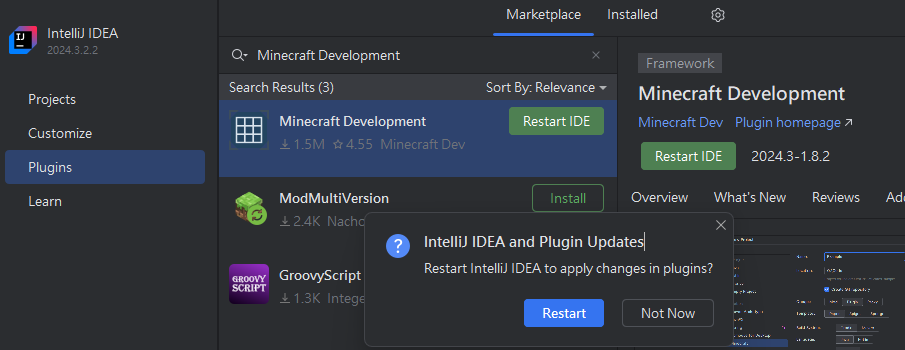 IntelliJ IDEA
2024.3.2.2
Projects
Customize
Plugins
Learn
Marketplace
Installed
Minecraft Development
Search Results (3)
Sort By: Relevance
Minecraft Development
1.5M
4.55
Minecraft Dev
Restart IDE
ModMultiVersion
2.4K
Install
GROOVY
SCRIPT
GroovyScript
1.3K
Framework
Minecraft Development
Minecraft Dev
Plugin homepage
Restart IDE
2024.3-1.8.2
Overview
What's New
Reviews
IntelliJ IDEA and Plugin Updates
Restart IntelliJ IDEA to apply changes in plugins?
Restart
Not Now